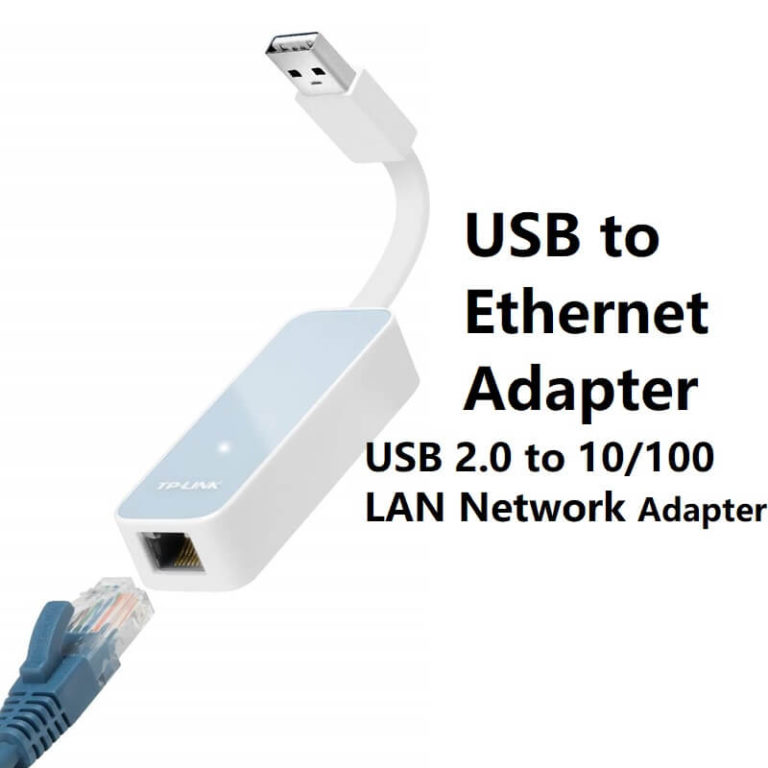 USB to
Ethernet
Adapter
USB 2.0 to 10/100
LAN Network Adapter
TP-LINK